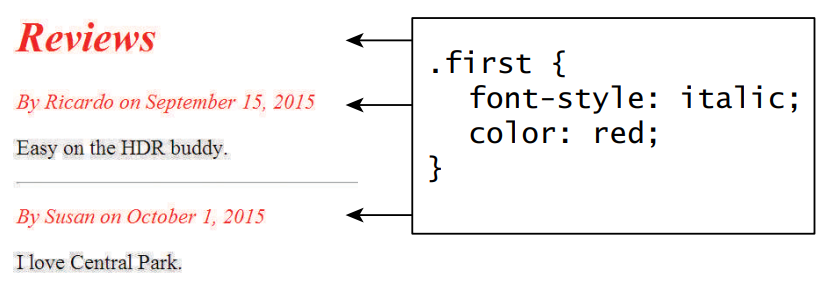 Reviews
By Ricardo on September 15, 2015
Easy on the HDR buddy.
By Susan on October 1, 2015
I love Central Park.
.first {
font-style: italic;
color: red;
}